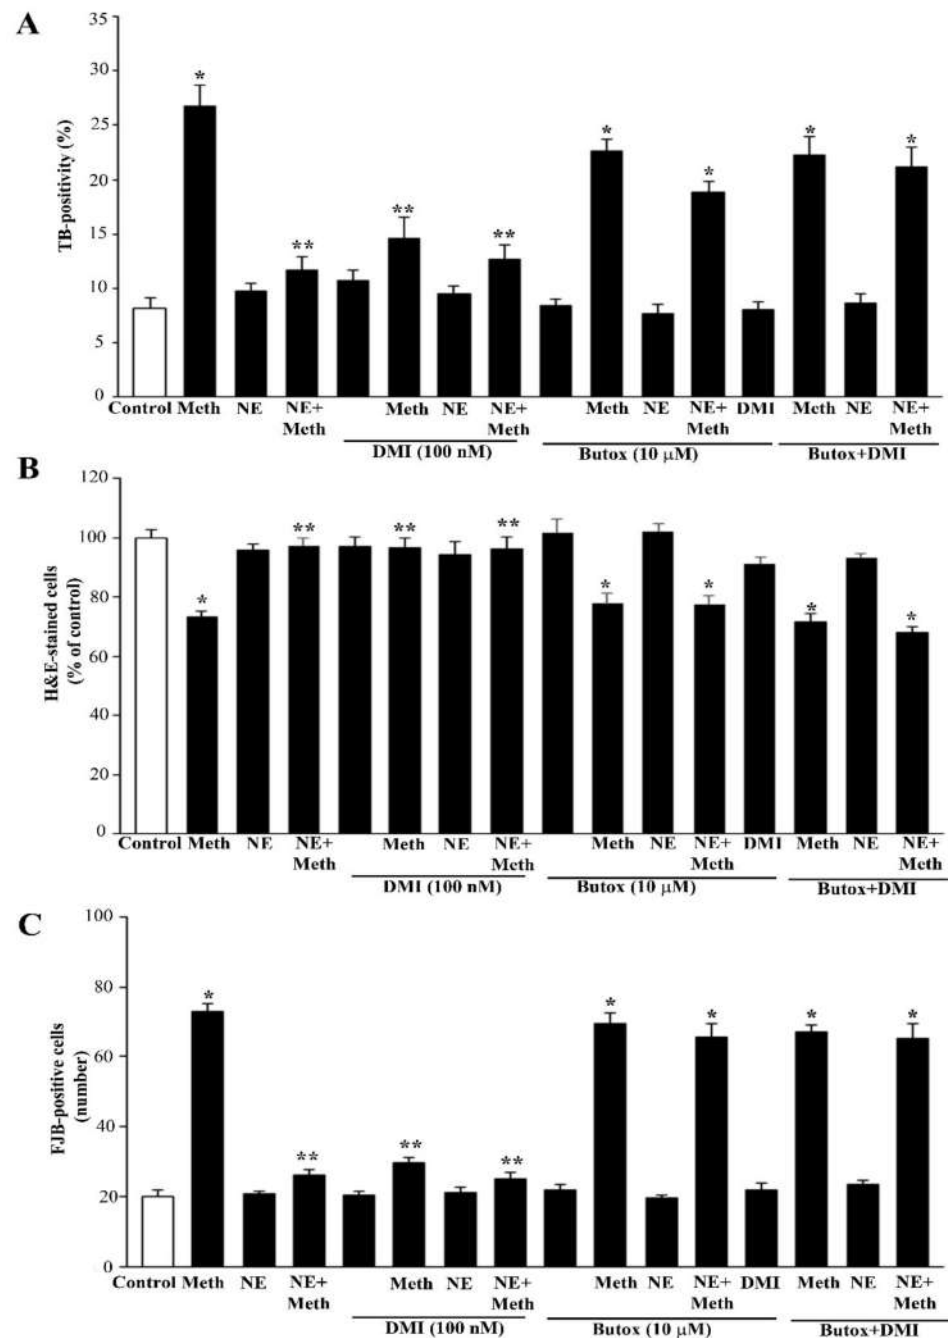 A
TB-positivity (%)
35
30
25
20
15
10
5
0
*
**
**
**
*
*
*
*
Control Meth NE NE+ Meth NE NE+ Meth NE NE+ DMI Meth NE NE+
Meth Meth Meth Meth
DMI (100 nM) Butox (10 μM) Butox+DMI
B
H&E-stained cells
(% of control)
120
100
80
60
40
20
0
*
**
**
**
*
*
*
*
Control Meth NE NE+ Meth NE NE+ Meth NE NE+ DMI Meth NE NE+
Meth Meth Meth Meth
DMI (100 nM) Butox (10 μM) Butox+DMI
C
FJB-positive cells
(number)
100
80
60
40
20
0
*
**
**
**
*
*
*
*
Control Meth NE NE+ Meth NE NE+ Meth NE NE+ DMI Meth NE NE+
Meth Meth Meth Meth
DMI (100 nM) Butox (10 μM) Butox+DMI